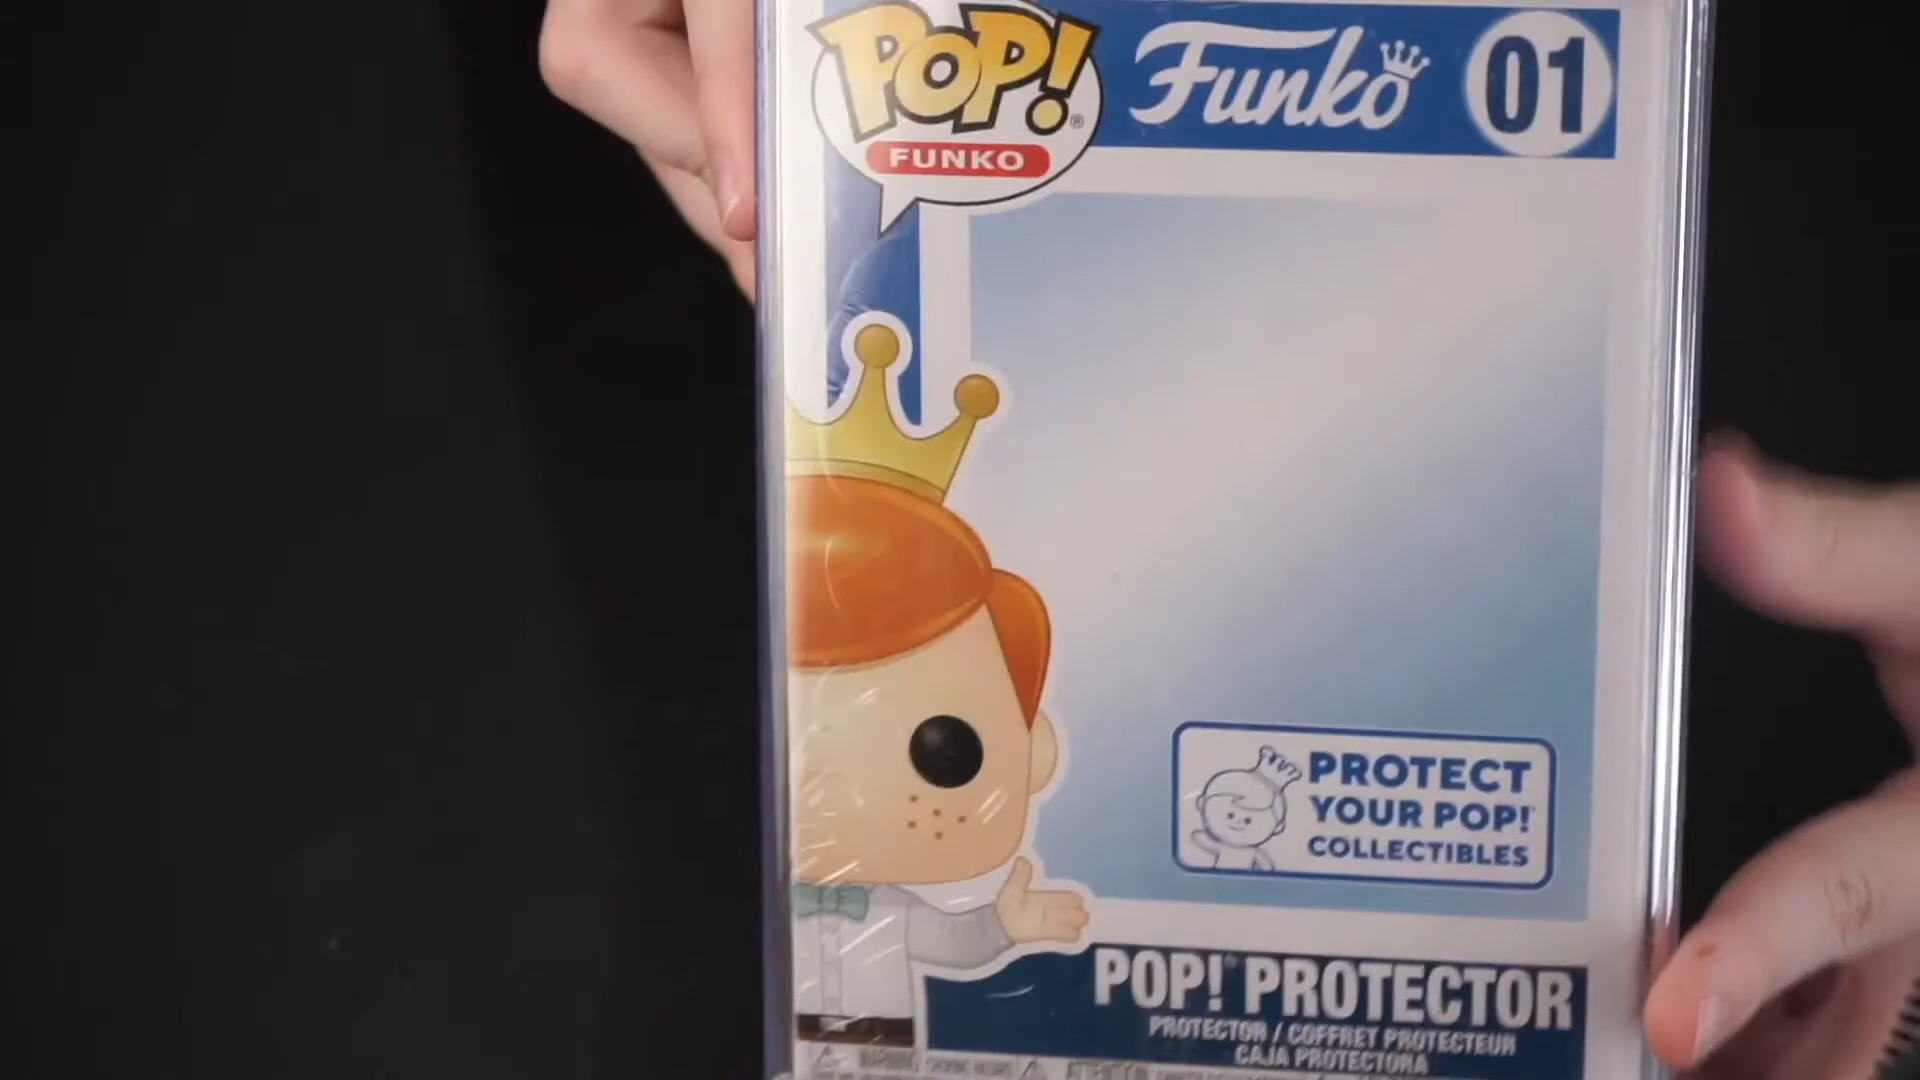 POP!®
FUNKO
Funko
01
PROTECT
YOUR POP!
COLLECTIBLES
POP! PROTECTOR
PROTECTOR / COFFRET PROTECTEUR
CAJA PROTECTORA